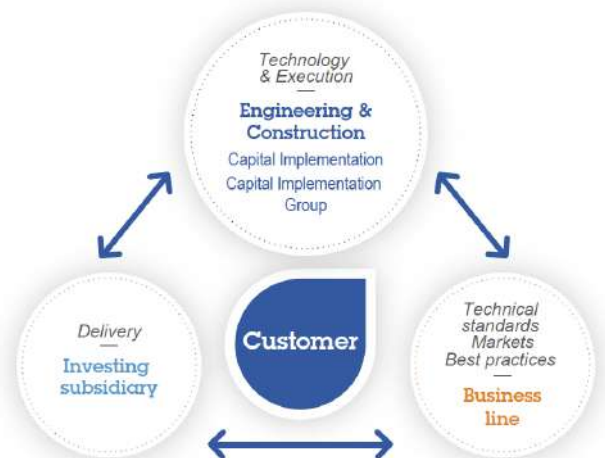 Technology
& Execution
Engineering &
Construction
Capital Implementation
Capital Implementation
Group
Customer
Delivery
Investing
subsidiary
Technical
standards
Markets
Best practices
Business
line